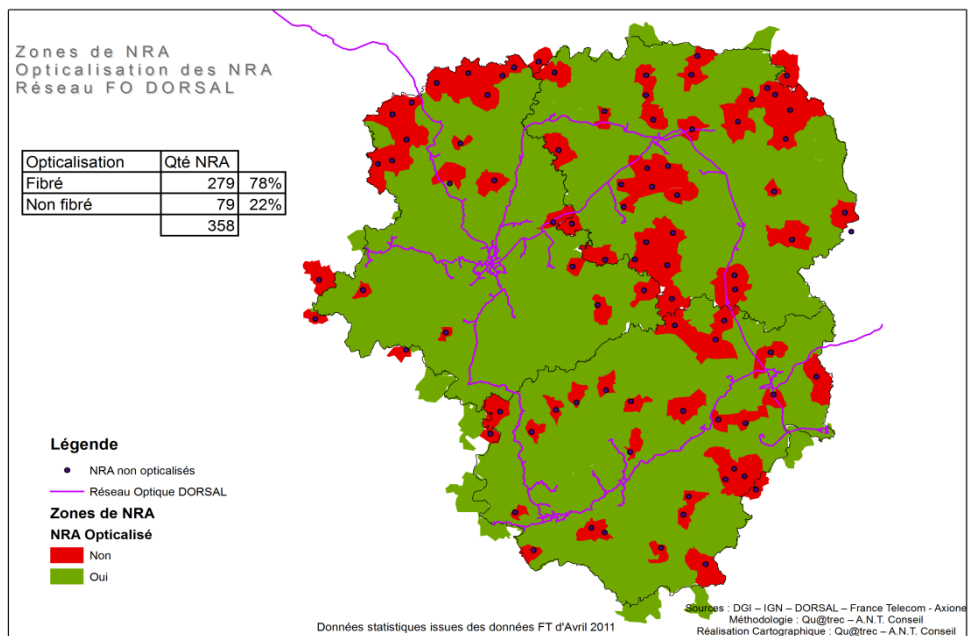 Zones de NRA
Opticalisation des NRA
Réseau FO DORSAL
Opticalisation Qté NRA
Fibré 279 78%
Non fibré 79 22%
358
Légende
NRA non opticalisés
Réseau Optique DORSAL
Zones de NRA
NRA Opticalisé
Non
Oui
Données statistiques issues des données FT d'Avril 2011
Sources : DGI – IGN – DORSAL – France Telecom - Axione
Méthodologie : Qu@trec – A.N.T. Conseil
Réalisation Cartographique : Qu@trec – A.N.T. Conseil